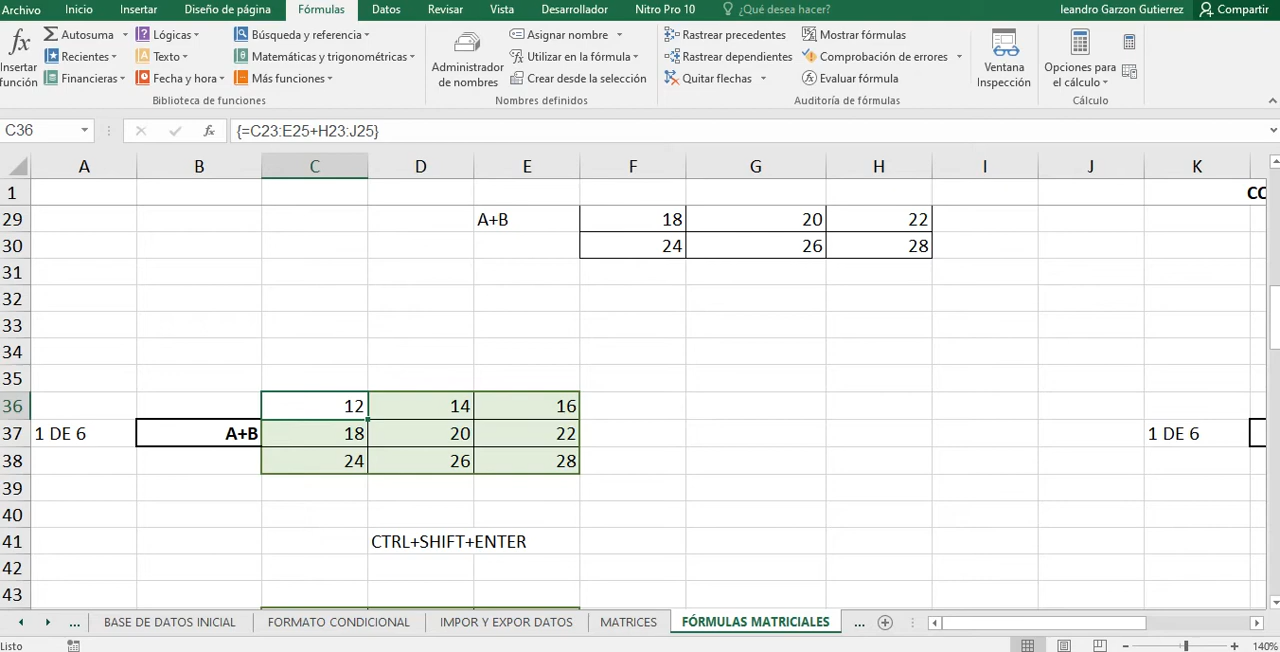 Archivo Inicio Insertar Diseño de página Fórmulas Datos Revisar Vista Desarrollador Nitro Pro 10 ¿Qué desea hacer? leandro Garzon Gutierrez Compartir
fx Insertar función
Autosuma Lógicas Búsqueda y referencia
Recientes Texto Matemáticas y trigonométricas
Financieras Fecha y hora Más funciones
Biblioteca de funciones
Administrador de nombres
Asignar nombre
Utilizar en la fórmula
Crear desde la selección
Nombres definidos
Rastrear precedentes Mostrar fórmulas
Rastrear dependientes Comprobación de errores
Quitar flechas Evaluar fórmula
Auditoría de fórmulas
Ventana Inspección
Opciones para el cálculo
Cálculo
C36 fx {=C23:E25+H23:J25}
A B C D E F G H I J K
1 CO
29 A+B 18 20 22
30 24 26 28
31
32
33
34
35
36 12 14 16
37 1 DE 6 A+B 18 20 22 1 DE 6
38 24 26 28
39
40
41 CTRL+SHIFT+ENTER
42
43
... BASE DE DATOS INICIAL FORMATO CONDICIONAL IMPOR Y EXPOR DATOS MATRICES FÓRMULAS MATRICIALES ...
Listo 140%